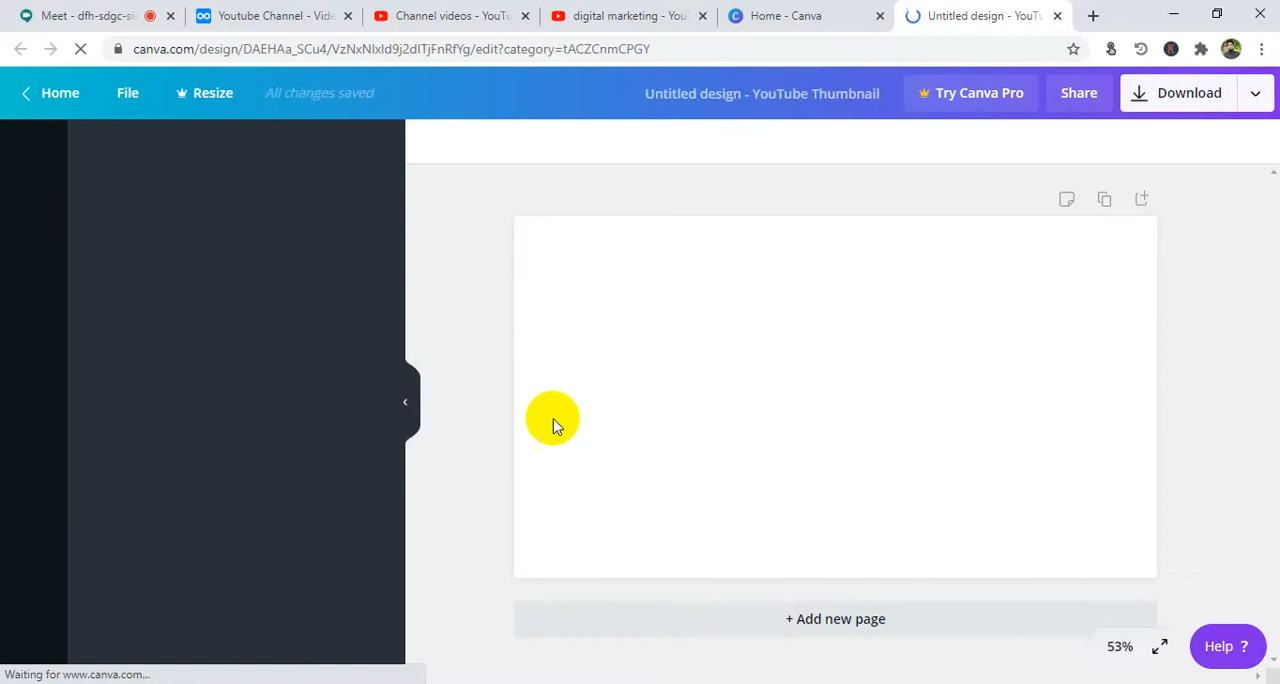 Meet - dfh-sdgc-si
Youtube Channel - Vide
Channel videos - YouTu
digital marketing - You
Home - Canva
Untitled design - YouTu
canva.com/design/DAEHAa_SCu4/VzNxNlxld9j2dlTjFnRfYg/edit?category=tACZCnmCPGY
Home
File
Resize
All changes saved
Untitled design - YouTube Thumbnail
Try Canva Pro
Share
Download
+ Add new page
53%
Help ?
Waiting for www.canva.com...